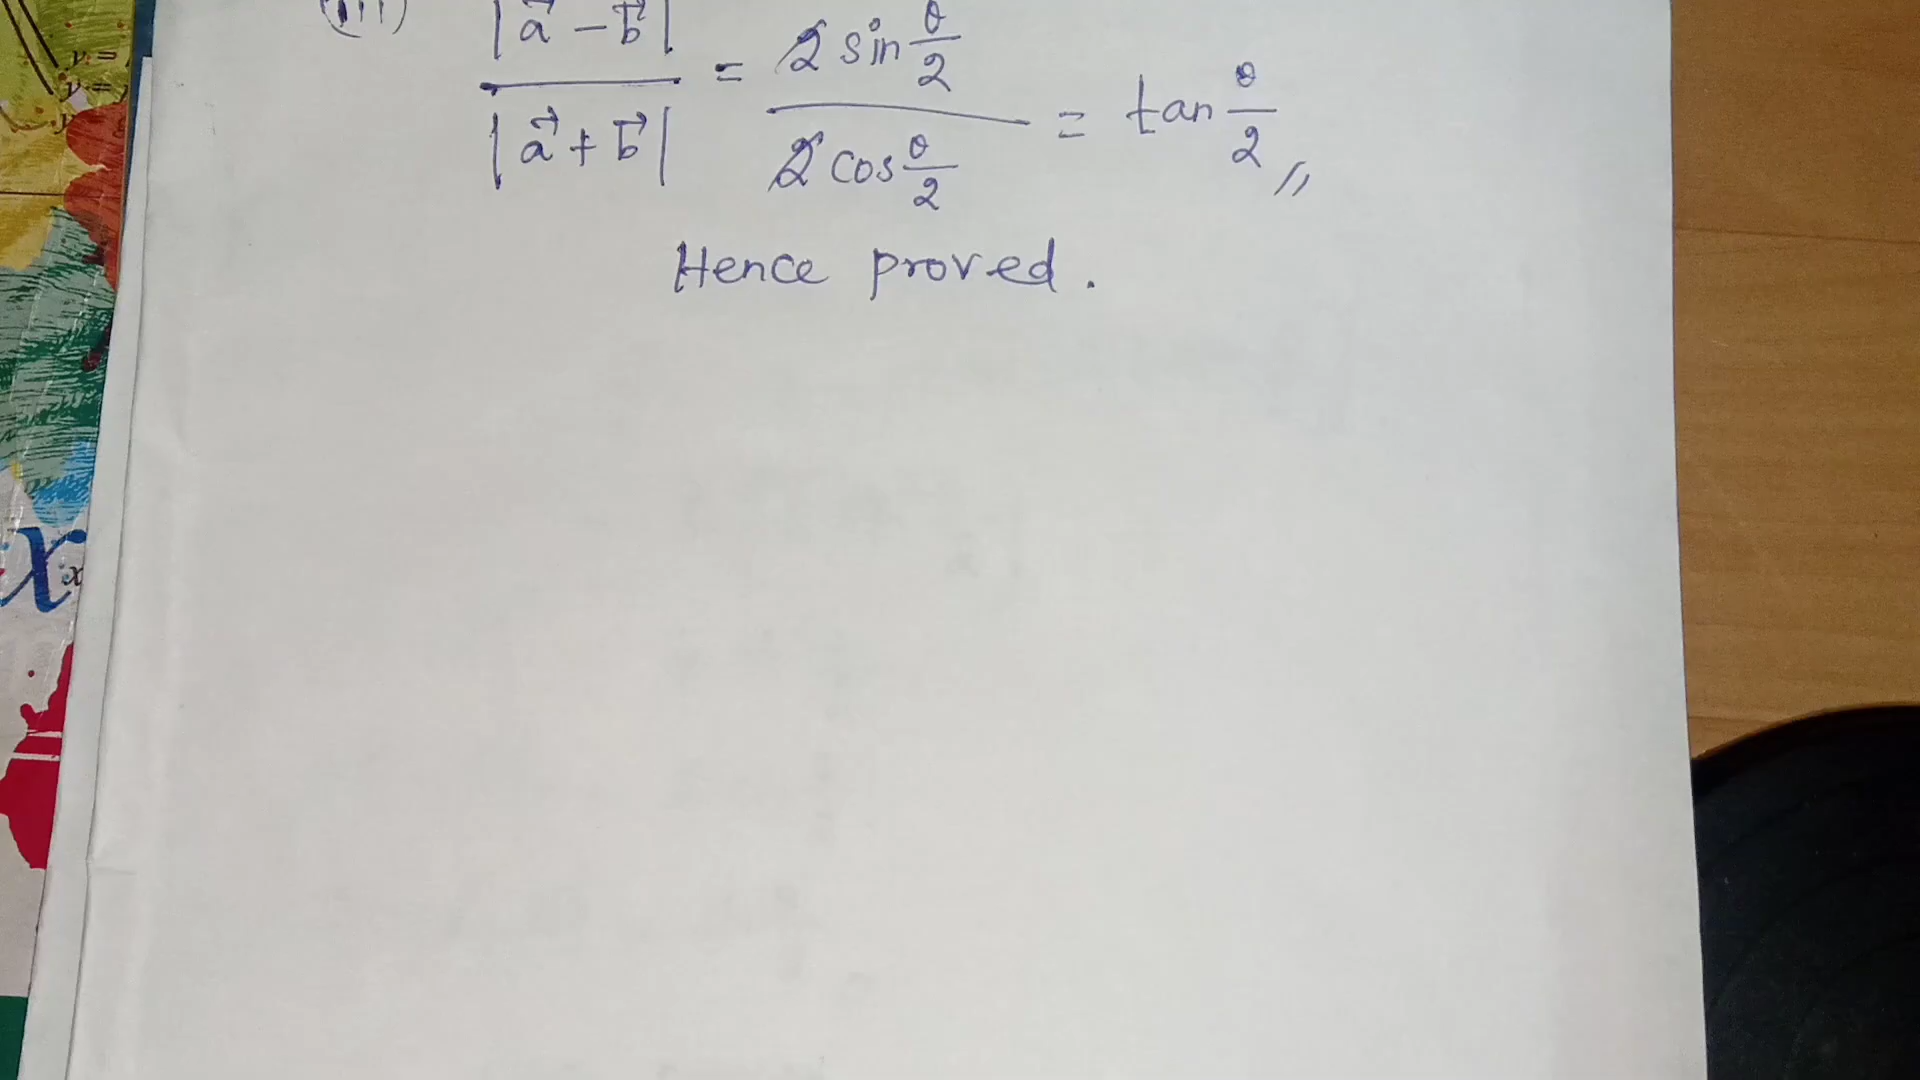 (iii) |a⃗ − b⃗| / |a⃗ + b⃗| = 2 sin θ/2 / 2 cos θ/2 = tan θ/2 //
Hence proved.
y =
y =
y
x
x